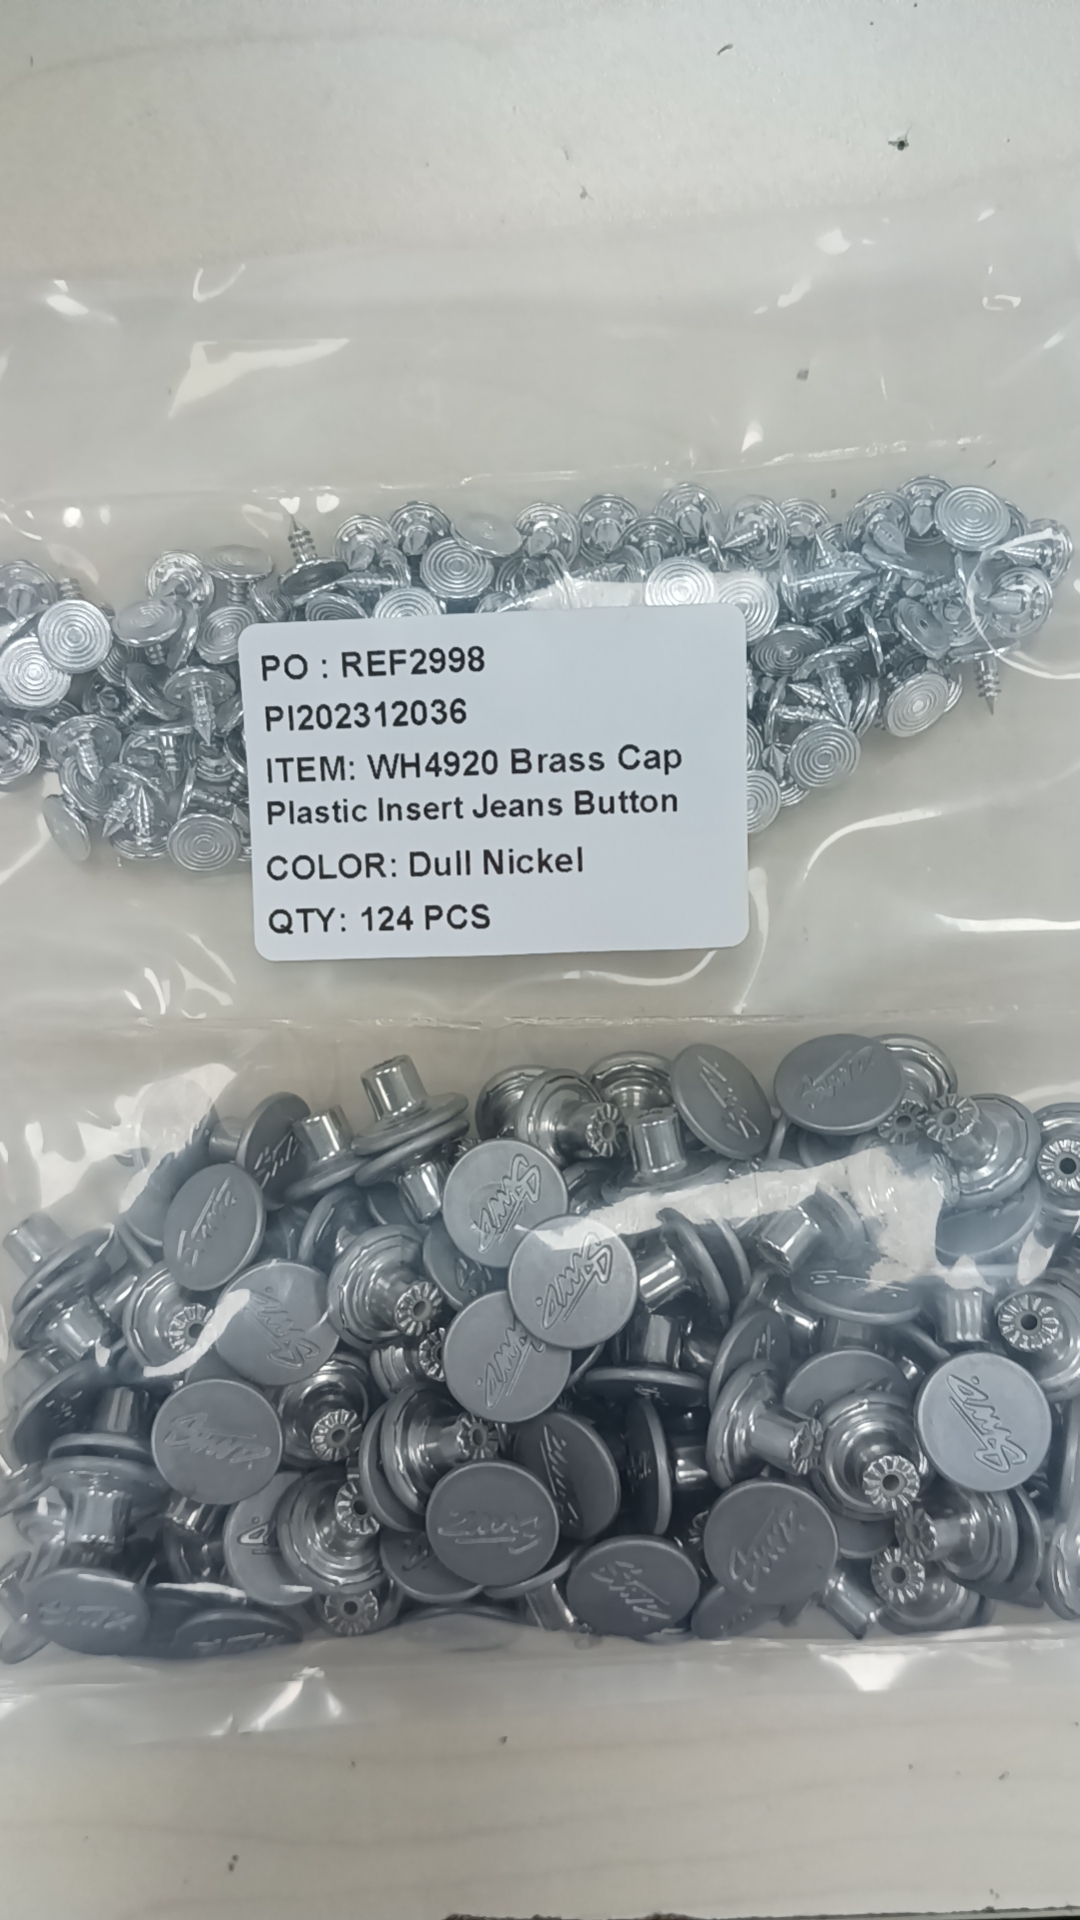 PO : REF2998
PI202312036
ITEM: WH4920 Brass Cap
Plastic Insert Jeans Button
COLOR: Dull Nickel
QTY: 124 PCS